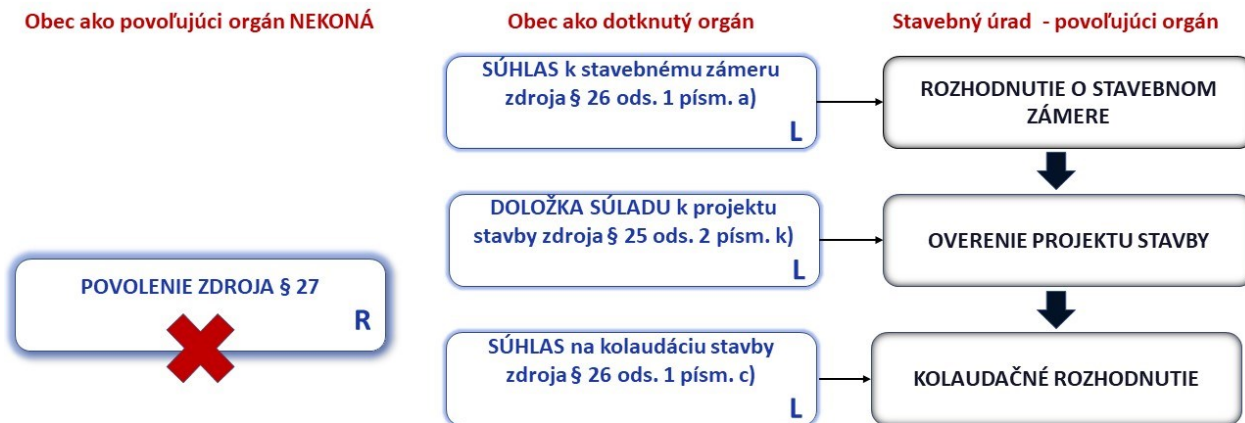 Obec ako povoľujúci orgán NEKONÁ
Obec ako dotknutý orgán
Stavebný úrad - povoľujúci orgán
SÚHLAS k stavebnému zámeru
zdroja § 26 ods. 1 písm. a)
L
ROZHODNUTIE O STAVEBNOM
ZÁMERE
DOLOŽKA SÚLADU k projektu
stavby zdroja § 25 ods. 2 písm. k)
L
OVERENIE PROJEKTU STAVBY
POVOLENIE ZDROJA § 27
R
SÚHLAS na kolaudáciu stavby
zdroja § 26 ods. 1 písm. c)
L
KOLAUDAČNÉ ROZHODNUTIE